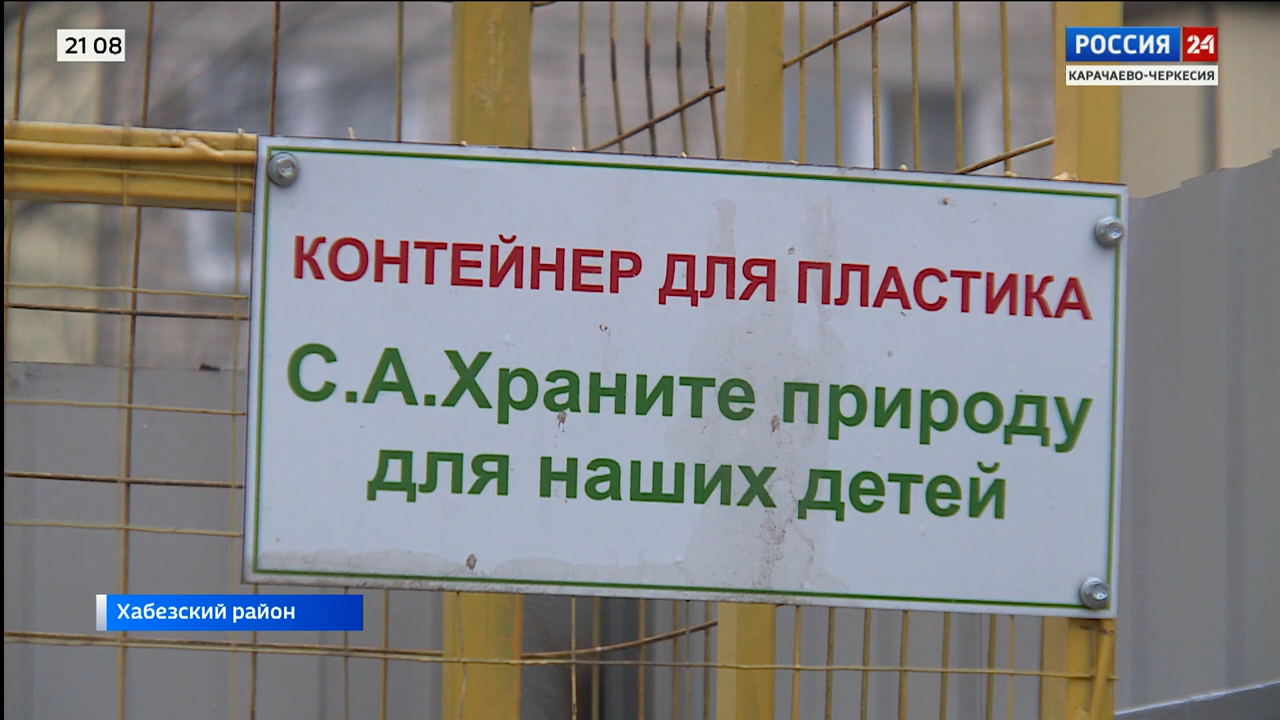 21 08
РОССИЯ 24
КАРАЧАЕВО-ЧЕРКЕСИЯ
КОНТЕЙНЕР ДЛЯ ПЛАСТИКА
С.А.Храните природу
для наших детей
Хабезский район